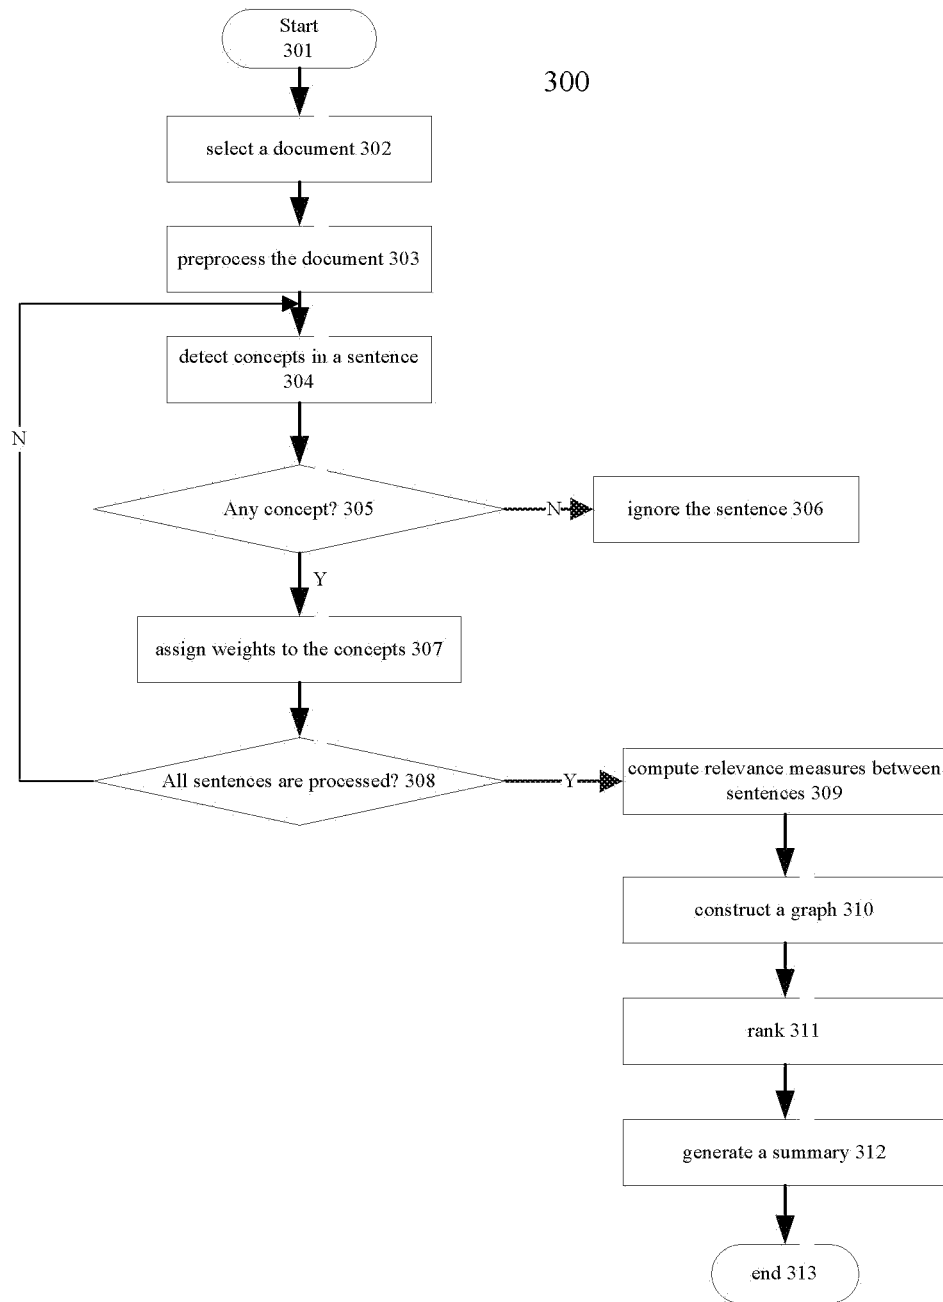 Start
301
300
select a document 302
preprocess the document 303
detect concepts in a sentence
304
N
Any concept? 305
N
ignore the sentence 306
Y
assign weights to the concepts 307
All sentences are processed? 308
Y
compute relevance measures between
sentences 309
construct a graph 310
rank 311
generate a summary 312
end 313